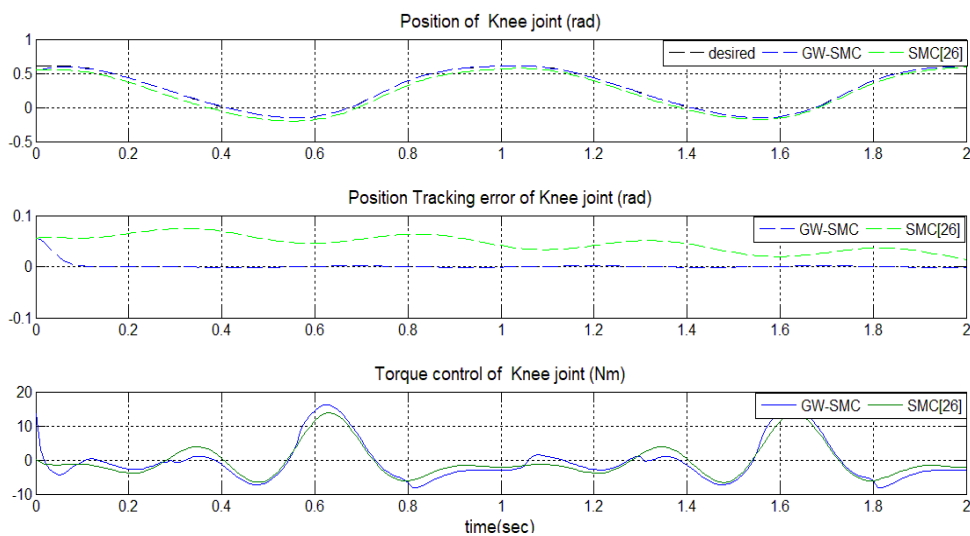 Position of Knee joint (rad)
1
desired GW-SMC SMC[26]
0.5
0
-0.5
0 0.2 0.4 0.6 0.8 1 1.2 1.4 1.6 1.8 2
Position Tracking error of Knee joint (rad)
0.1
GW-SMC SMC[26]
0
-0.1
0 0.2 0.4 0.6 0.8 1 1.2 1.4 1.6 1.8 2
Torque control of Knee joint (Nm)
20
GW-SMC SMC[26]
10
0
-10
0 0.2 0.4 0.6 0.8 1 1.2 1.4 1.6 1.8 2
time(sec)